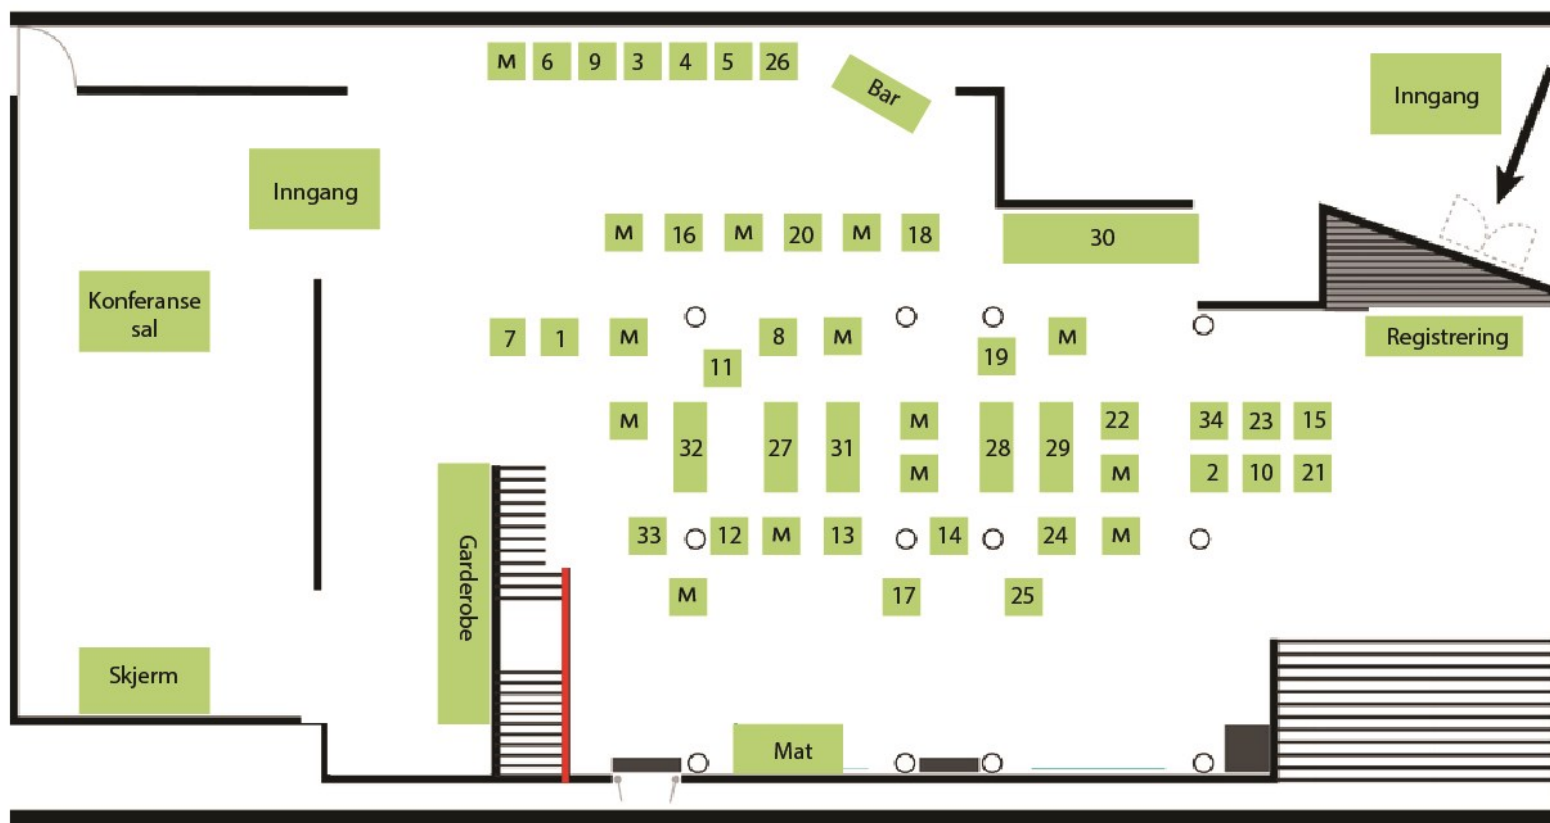 M 6 9 3 4 5 26
Bar
Inngang
Inngang
M 16 M 20 M 18 30
Konferanse
sal
7 1 M 8 M M Registrering
11 19
M M 22 34 23 15
32 27 31 28 29
M M 2 10 21
33 12 M 13 14 24 M
Garderobe
M 17 25
Skjerm
Mat